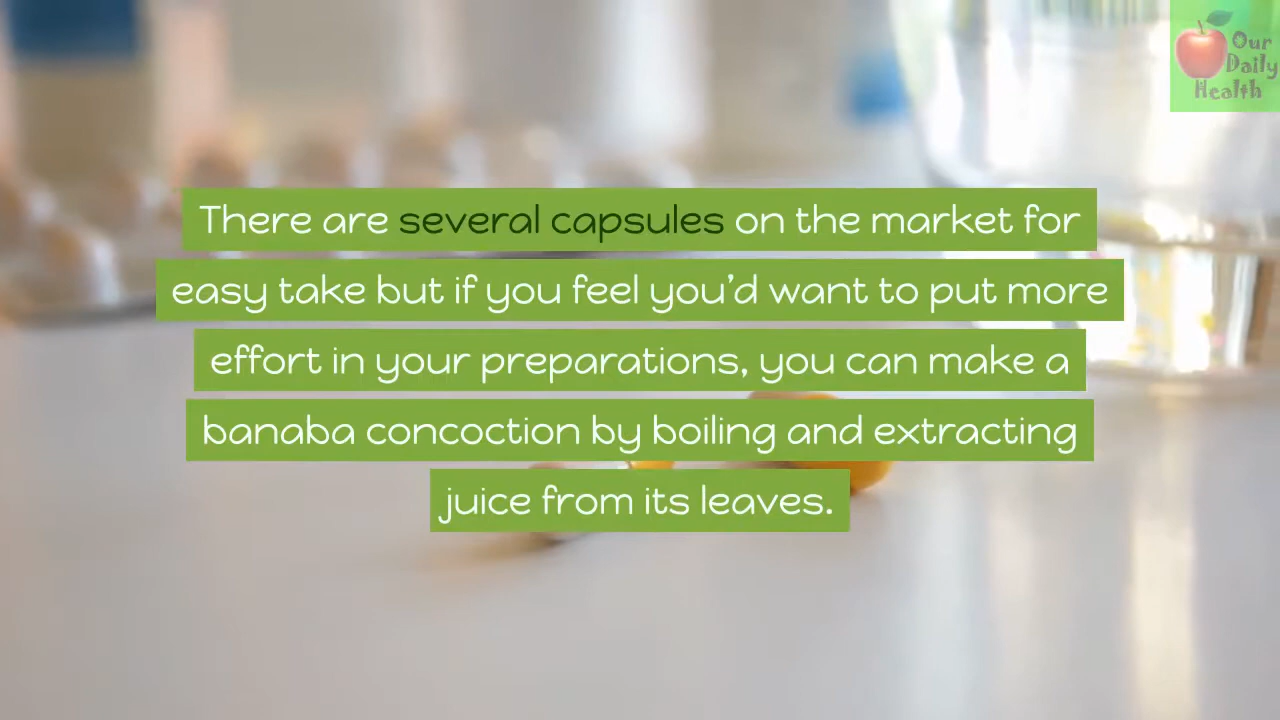 Our
Daily
Health
There are several capsules on the market for
easy take but if you feel you'd want to put more
effort in your preparations, you can make a
banaba concoction by boiling and extracting
juice from its leaves.